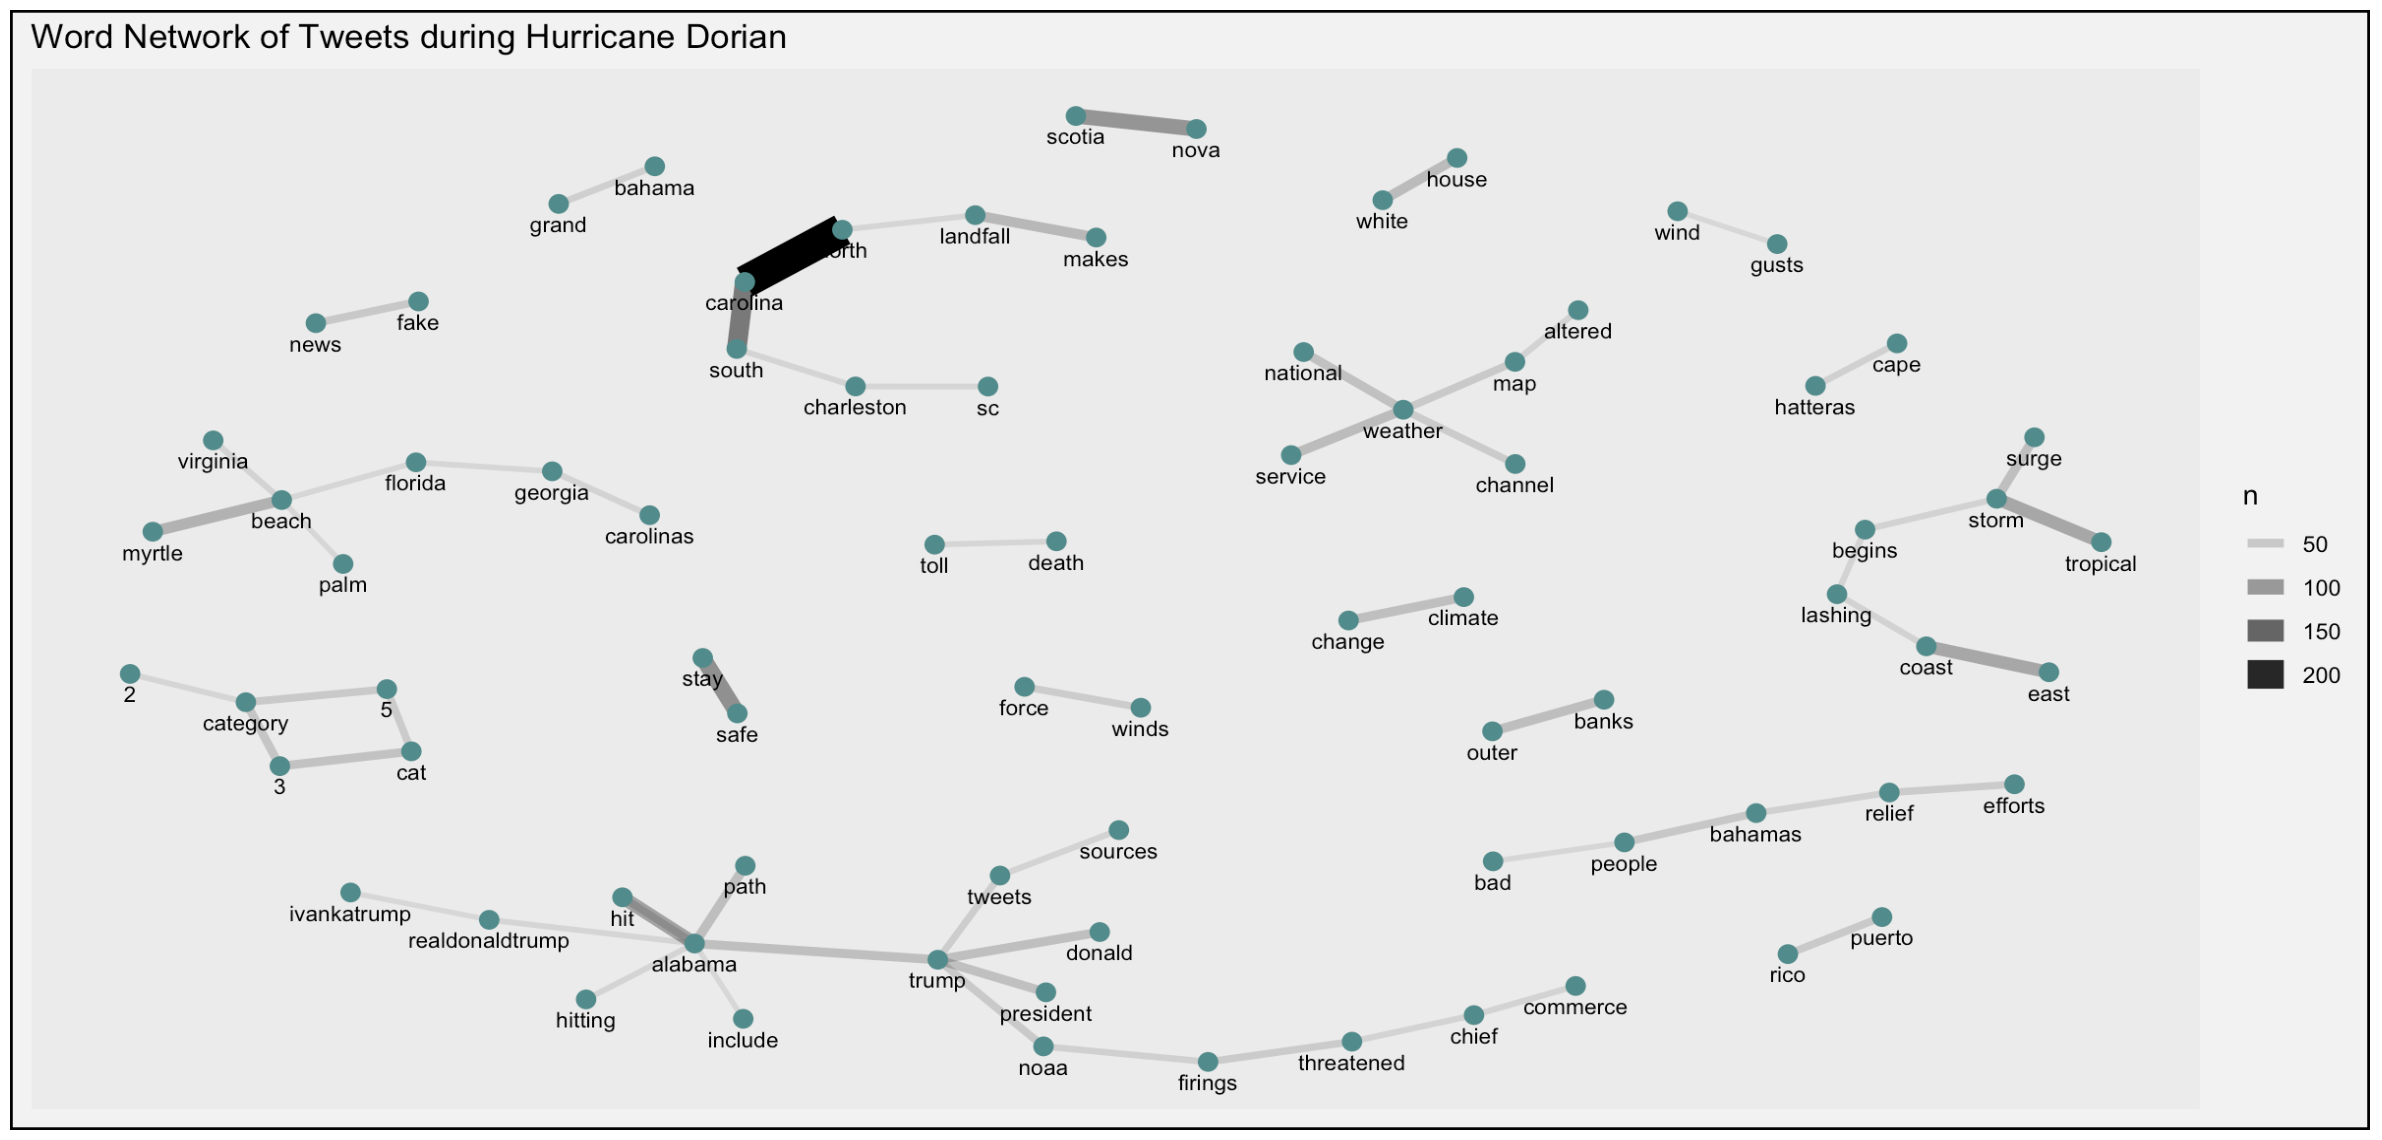 Word Network of Tweets during Hurricane Dorian
scotia
nova
bahama
grand
house
white
landfall
makes
wind
gusts
carolina
news
fake
south
charleston
sc
altered
national
map
weather
service
channel
cape
hatteras
virginia
florida
georgia
beach
myrtle
palm
carolinas
toll
death
surge
storm
begins
tropical
lashing
coast
east
change
climate
n
50
100
150
200
2
category
5
3
cat
stay
safe
force
winds
outer
banks
sources
tweets
path
hit
ivankatrump
realdonaldtrump
alabama
trump
donald
president
hitting
include
noaa
firings
threatened
chief
commerce
bad
people
bahamas
relief
efforts
puerto
rico